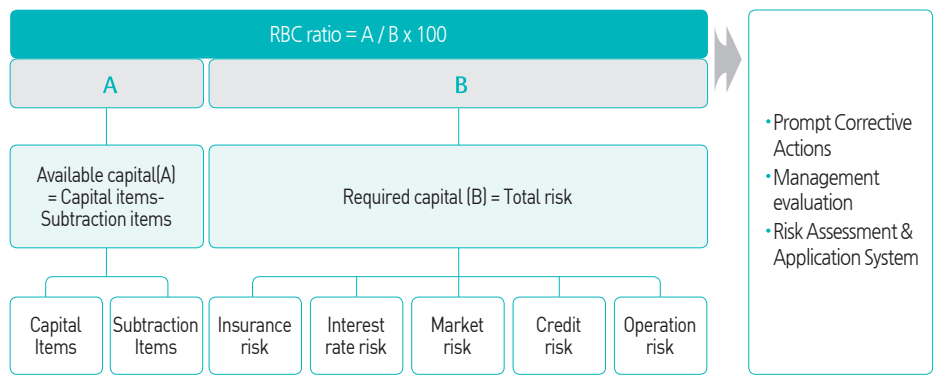 RBC ratio = A / B x 100
A
B
Available capital(A)
= Capital items-
Subtraction items
Required capital (B) = Total risk
Capital
Items
Subtraction
Items
Insurance
risk
Interest
rate risk
Market
risk
Credit
risk
Operation
risk
• Prompt Corrective
Actions
• Management
evaluation
• Risk Assessment &
Application System